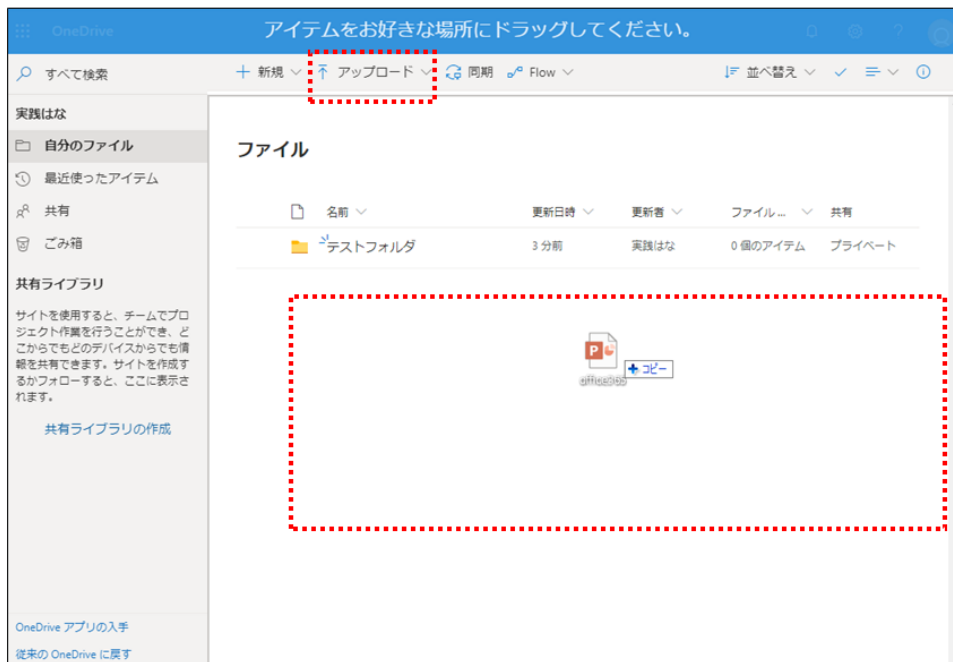 OneDrive
アイテムをお好きな場所にドラッグしてください。
すべて検索
新規
アップロード
同期
Flow
並べ替え
実践はな
自分のファイル
最近使ったアイテム
共有
ごみ箱
共有ライブラリ
サイトを使用すると、チームでプロ
ジェクト作業を行うことができ、ど
こからでもどのデバイスからでも情
報を共有できます。サイトを作成す
るかフォローすると、ここに表示さ
れます。
共有ライブラリの作成
OneDrive アプリの入手
従来の OneDrive に戻す
ファイル
名前 更新日時 更新者 ファイル... 共有
テストフォルダ 3 分前 実践はな 0 個のアイテム プライベート
P
コピー
office365